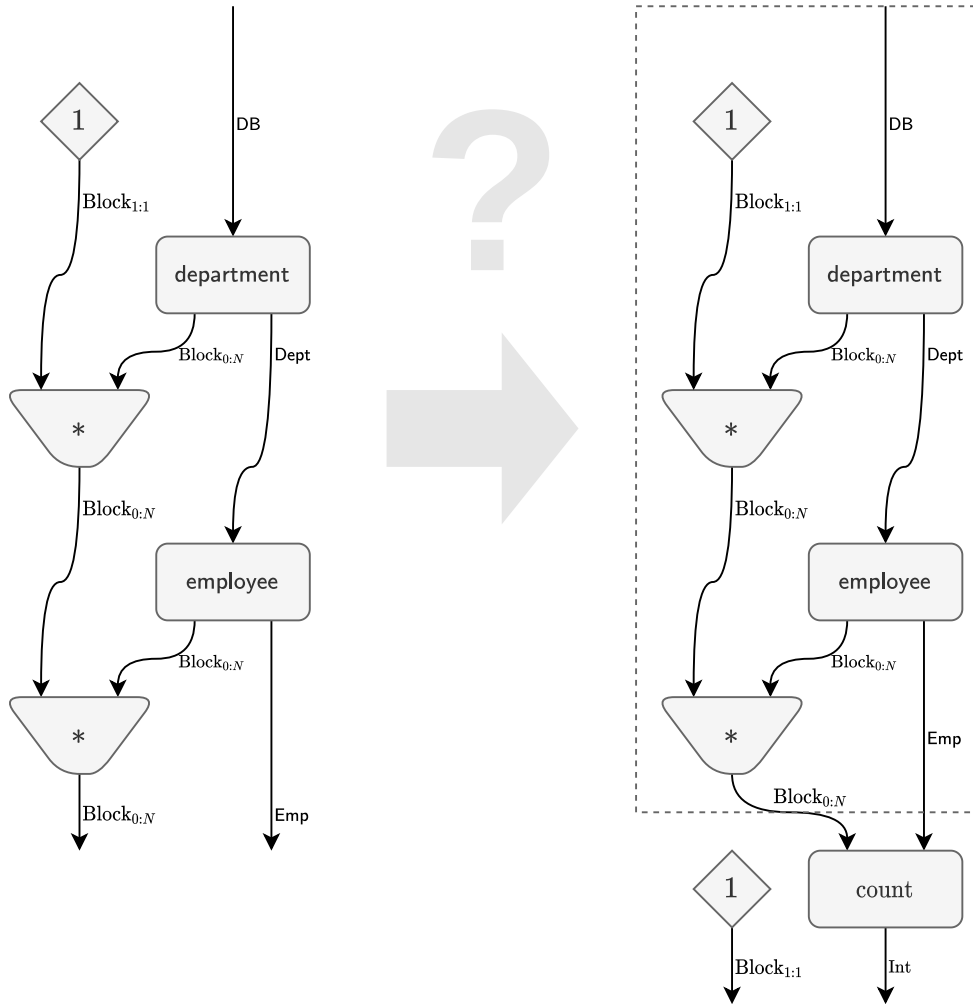 DB
1
Block1:1
department
Block0:N
Dept
*
Block0:N
employee
Block0:N
*
Block0:N
Emp
?
DB
1
Block1:1
department
Block0:N
Dept
*
Block0:N
employee
Block0:N
*
Emp
Block0:N
1
count
Block1:1
Int